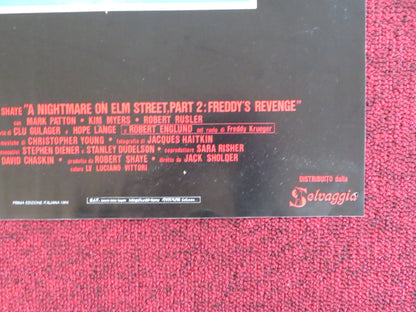 SHAYE "A NIGHTMARE ON ELM STREET, PART 2: FREDDY'S REVENGE"
con MARK PATTON • KIM MYERS • ROBERT RUSLER
CLU GULAGER e HOPE LANGE e ROBERT ENGLUND nel ruolo di Freddy Krueger
musiche di CHRISTOPHER YOUNG • fotografia di JACQUES HAITKIN
STEPHEN DIENER e STANLEY DUDELSON • coproduttore SARA RISHER
DAVID CHASKIN • prodotto da ROBERT SHAYE • diretto da JACK SHOLDER
colore LV LUCIANO VITTORI
DISTRIBUITO dalla
Selvaggia
PRIMA EDIZIONE ITALIANA